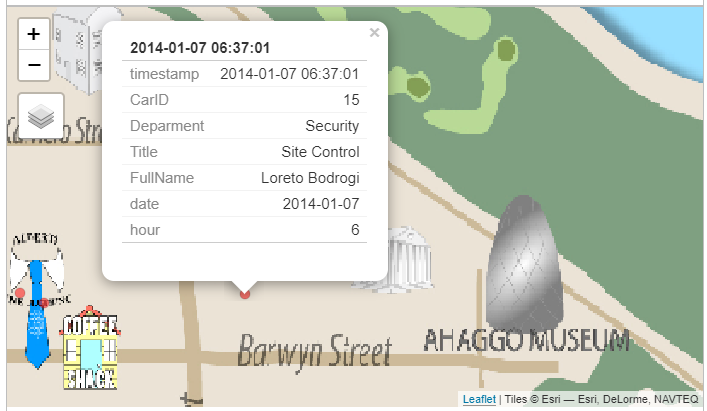 +
−
×
2014-01-07 06:37:01
timestamp 2014-01-07 06:37:01
CarID 15
Deparment Security
Title Site Control
FullName Loreto Bodrogi
date 2014-01-07
hour 6
COFFEE
SHACK
Barwyn Street
AHAGGO MUSEUM
Leaflet | Tiles © Esri — Esri, DeLorme, NAVTEQ